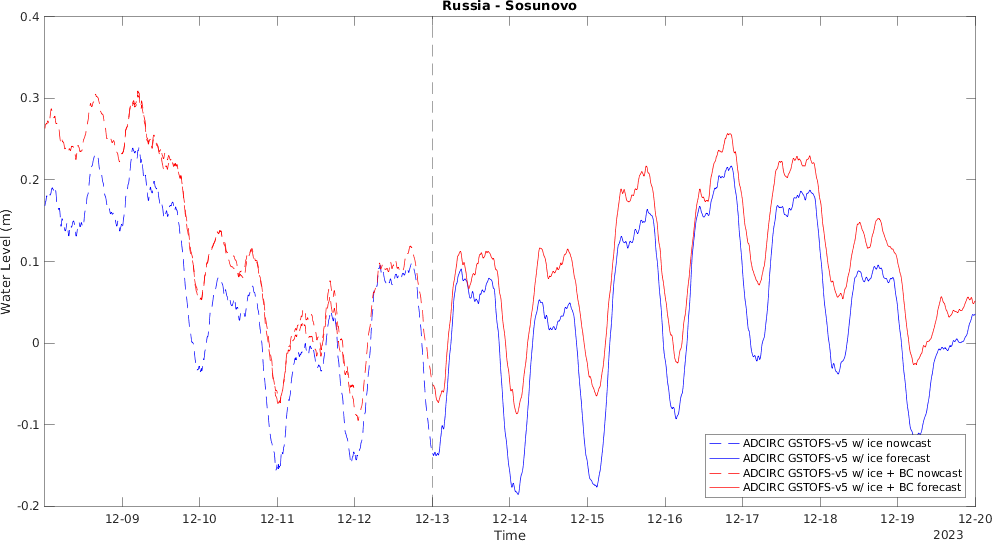 Russia - Sosunovo
0.4
0.3
0.2
0.1
0
-0.1
-0.2
Water Level (m)
12-09 12-10 12-11 12-12 12-13 12-14 12-15 12-16 12-17 12-18 12-19 12-20
Time
2023
ADCIRC GSTOFS-v5 w/ ice nowcast
ADCIRC GSTOFS-v5 w/ ice forecast
ADCIRC GSTOFS-v5 w/ ice + BC nowcast
ADCIRC GSTOFS-v5 w/ ice + BC forecast